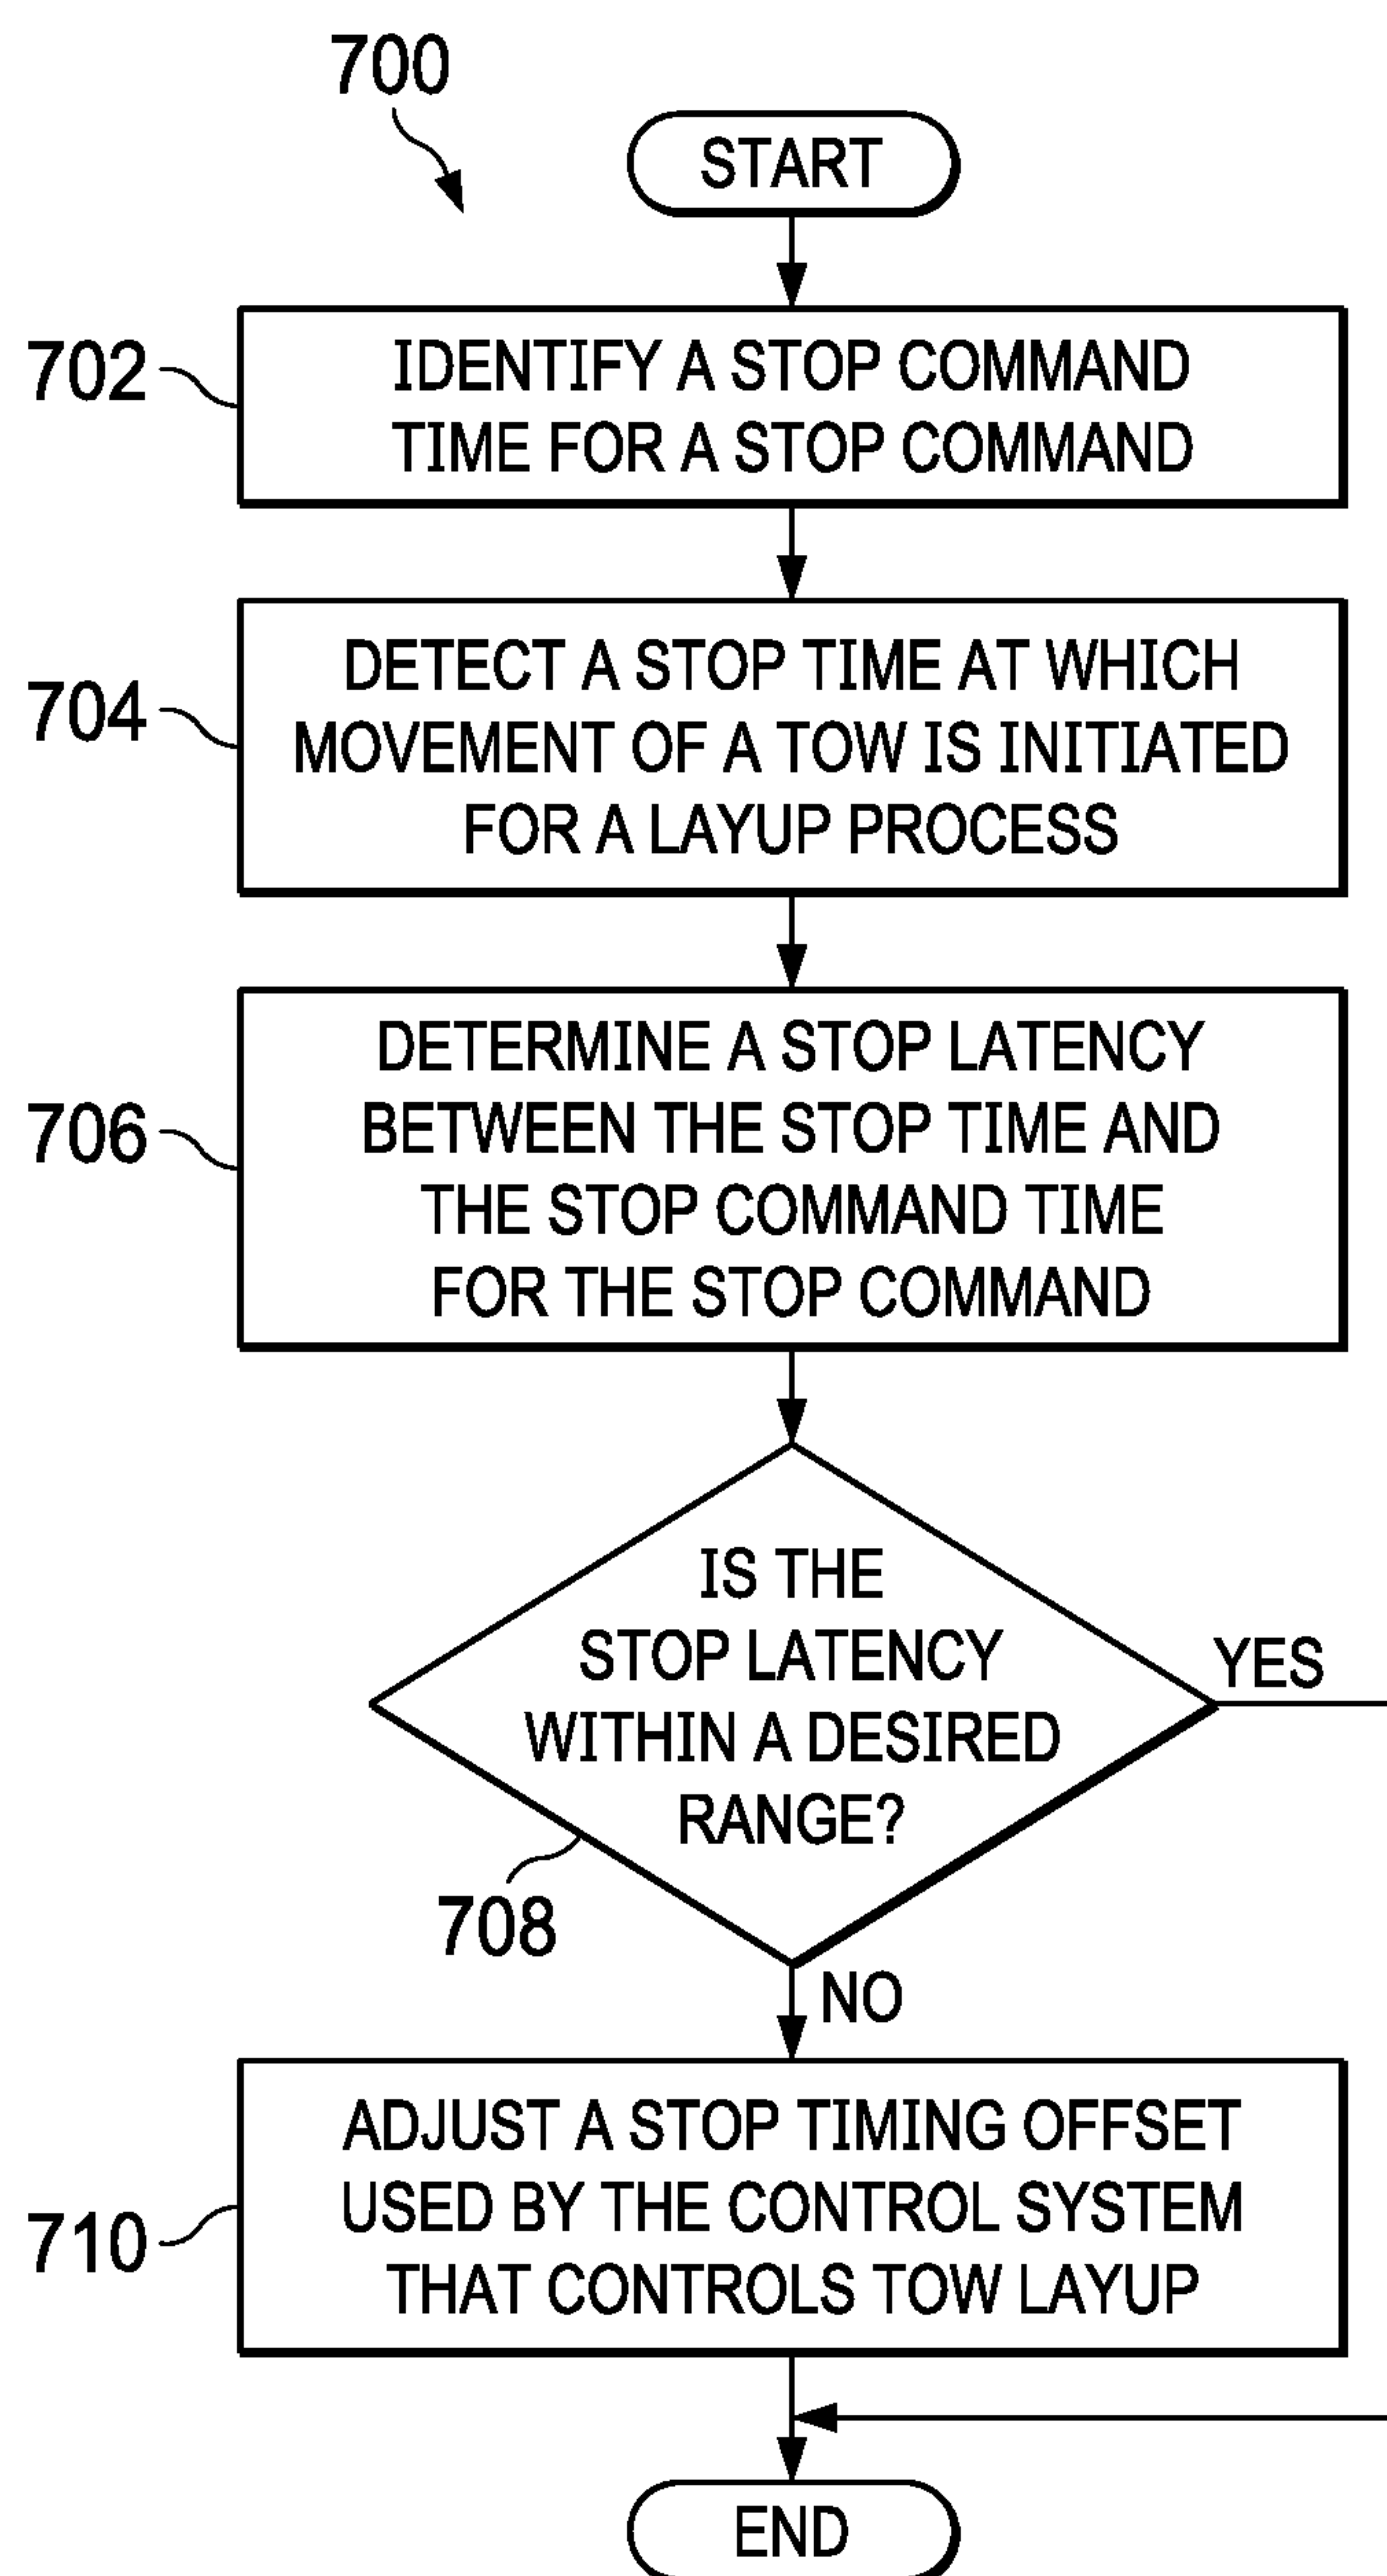 700
START
702
IDENTIFY A STOP COMMAND
TIME FOR A STOP COMMAND
704
DETECT A STOP TIME AT WHICH
MOVEMENT OF A TOW IS INITIATED
FOR A LAYUP PROCESS
706
DETERMINE A STOP LATENCY
BETWEEN THE STOP TIME AND
THE STOP COMMAND TIME
FOR THE STOP COMMAND
IS THE
STOP LATENCY
WITHIN A DESIRED
RANGE?
YES
708
NO
710
ADJUST A STOP TIMING OFFSET
USED BY THE CONTROL SYSTEM
THAT CONTROLS TOW LAYUP
END